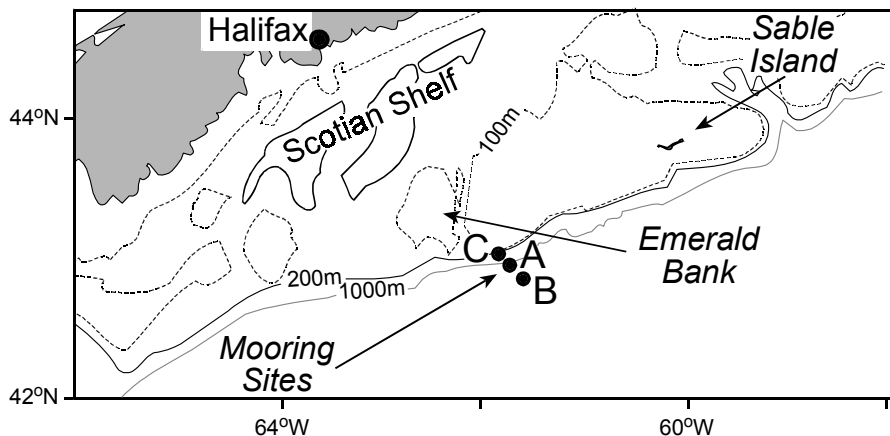 Halifax
Sable
Island
44°N
Scotian Shelf
100m
C
A
B
Emerald
Bank
200m
1000m
Mooring
Sites
42°N
64°W
60°W